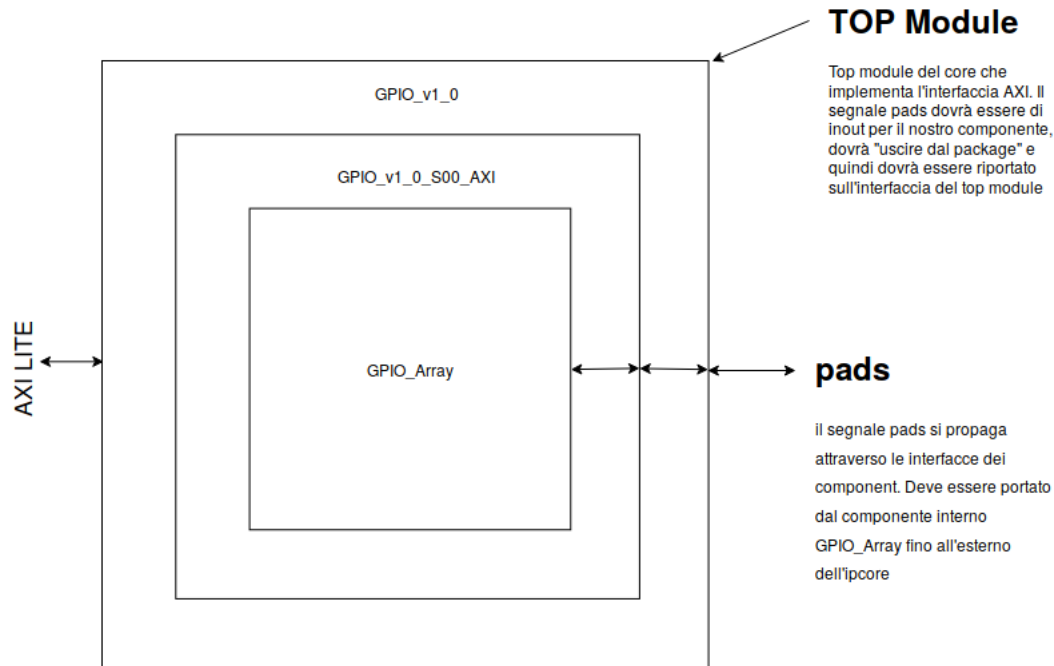 TOP Module
Top module del core che
implementa l'interfaccia AXI. Il
segnale pads dovrà essere di
inout per il nostro componente,
dovrà "uscire dal package" e
quindi dovrà essere riportato
sull'interfaccia del top module
GPIO_v1_0
GPIO_v1_0_S00_AXI
GPIO_Array
AXI LITE
pads
il segnale pads si propaga
attraverso le interfacce dei
component. Deve essere portato
dal componente interno
GPIO_Array fino all'esterno
dell'ipcore